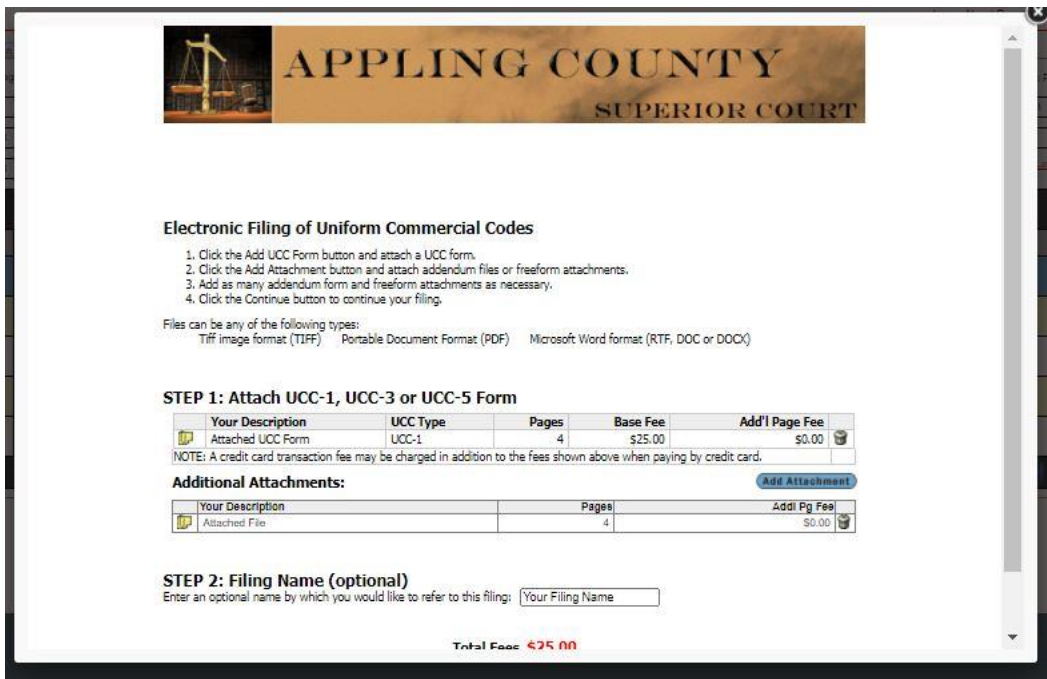 APPLING COUNTY
SUPERIOR COURT
Electronic Filing of Uniform Commercial Codes
1. Click the Add UCC Form button and attach a UCC form.
2. Click the Add Attachment button and attach addendum files or freeform attachments.
3. Add as many addendum form and freeform attachments as necessary.
4. Click the Continue button to continue your filing.
Files can be any of the following types:
Tiff image format (TIFF) Portable Document Format (PDF) Microsoft Word format (RTF, DOC or DOCX)
STEP 1: Attach UCC-1, UCC-3 or UCC-5 Form
Your Description UCC Type Pages Base Fee Add'l Page Fee
Attached UCC Form UCC-1 4 $25.00 $0.00
NOTE: A credit card transaction fee may be charged in addition to the fees shown above when paying by credit card.
Additional Attachments: Add Attachment
Your Description Pages Addl Pg Fee
Attached File 4 $0.00
STEP 2: Filing Name (optional)
Enter an optional name by which you would like to refer to this filing: Your Filing Name
Total Fees $25.00